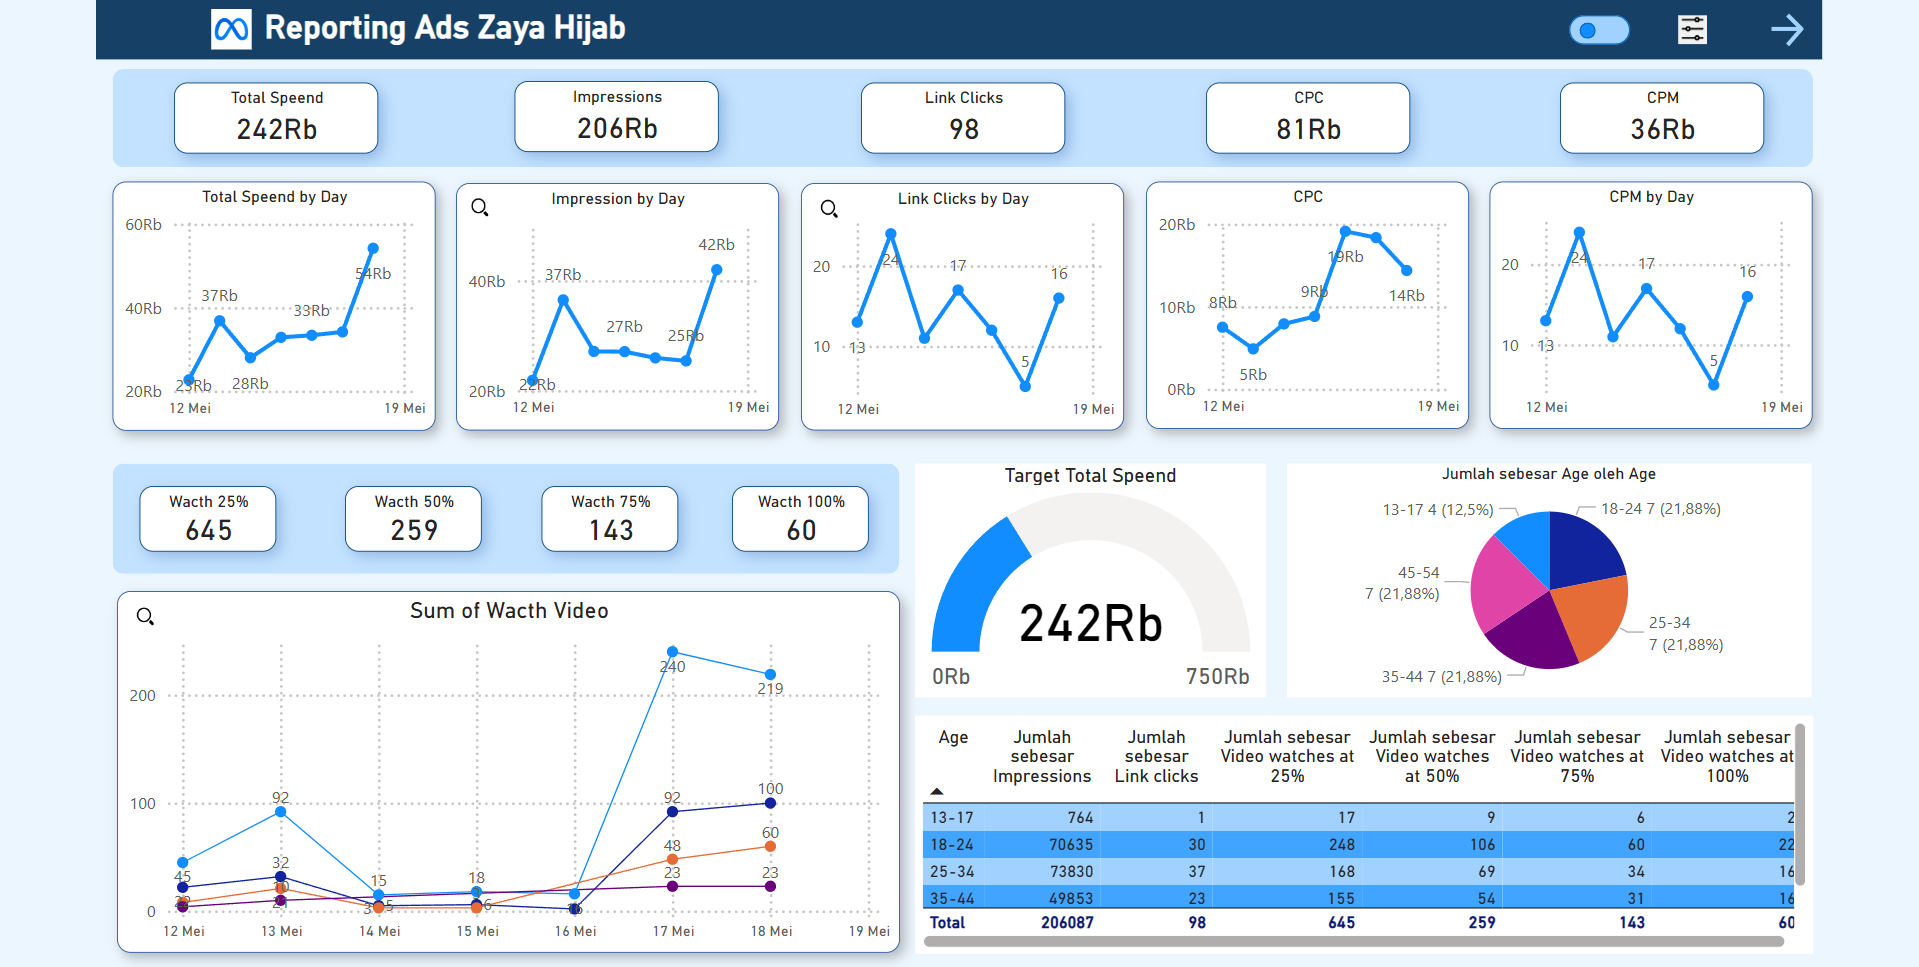 Reporting Ads Zaya Hijab
Total Speend
242Rb
Impressions
206Rb
Link Clicks
98
CPC
81Rb
CPM
36Rb
Total Speend by Day
60Rb
40Rb
20Rb
23Rb
37Rb
28Rb
33Rb
54Rb
12 Mei
19 Mei
Impression by Day
40Rb
20Rb
22Rb
37Rb
27Rb
25Rb
42Rb
12 Mei
19 Mei
Link Clicks by Day
20
10
13
24
17
5
16
12 Mei
19 Mei
CPC
20Rb
10Rb
0Rb
8Rb
5Rb
9Rb
19Rb
14Rb
12 Mei
19 Mei
CPM by Day
20
10
13
24
17
5
16
12 Mei
19 Mei
Wacth 25%
645
Wacth 50%
259
Wacth 75%
143
Wacth 100%
60
Sum of Wacth Video
200
100
0
45
92
32
15
3
5
18
6
240
92
48
23
219
100
60
23
12 Mei
13 Mei
14 Mei
15 Mei
16 Mei
17 Mei
18 Mei
19 Mei
Target Total Speend
242Rb
0Rb
750Rb
Jumlah sebesar Age oleh Age
13-17 4 (12,5%)
18-24 7 (21,88%)
45-54
7 (21,88%)
25-34
7 (21,88%)
35-44 7 (21,88%)
Age
Jumlah sebesar Impressions
Jumlah sebesar Link clicks
Jumlah sebesar Video watches at 25%
Jumlah sebesar Video watches at 50%
Jumlah sebesar Video watches at 75%
Jumlah sebesar Video watches at 100%
13-17 764 1 17 9 6 2
18-24 70635 30 248 106 60 22
25-34 73830 37 168 69 34 16
35-44 49853 23 155 54 31 16
Total 206087 98 645 259 143 60